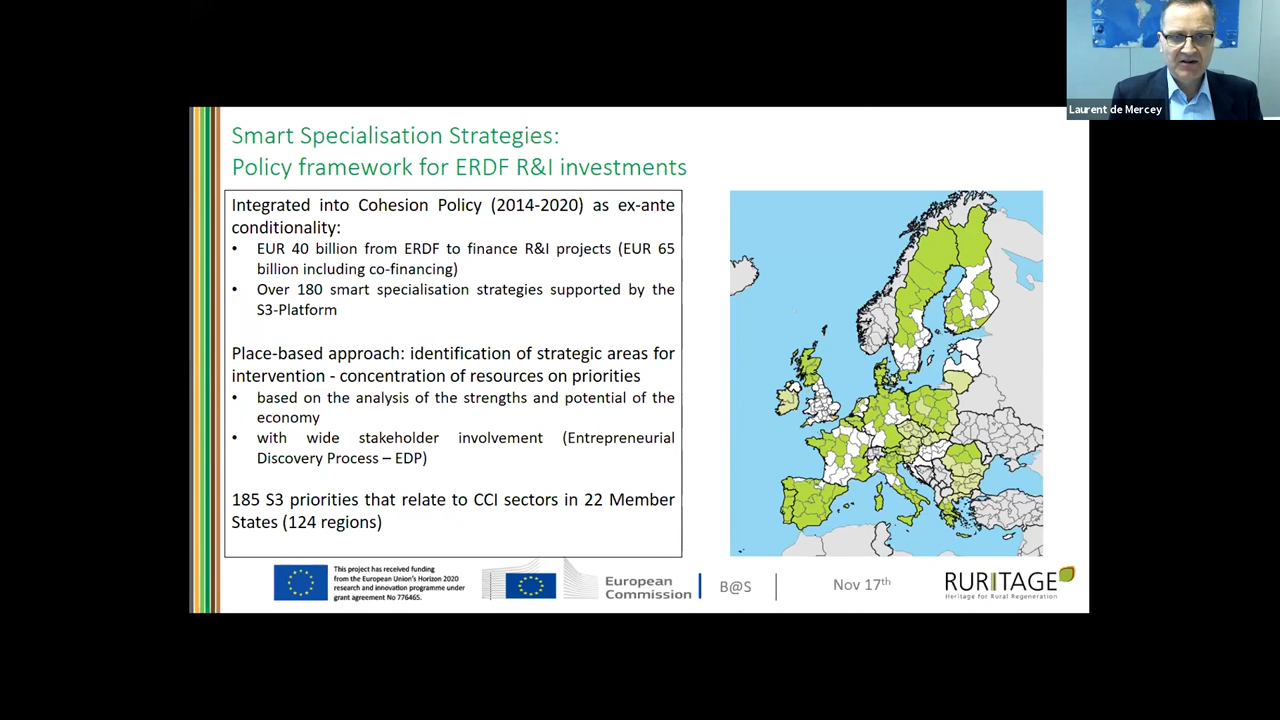 Laurent de Mercey
Smart Specialisation Strategies:
Policy framework for ERDF R&I investments
Integrated into Cohesion Policy (2014-2020) as ex-ante
conditionality:
• EUR 40 billion from ERDF to finance R&I projects (EUR 65
billion including co-financing)
• Over 180 smart specialisation strategies supported by the
S3-Platform
Place-based approach: identification of strategic areas for
intervention - concentration of resources on priorities
• based on the analysis of the strengths and potential of the
economy
• with wide stakeholder involvement (Entrepreneurial
Discovery Process – EDP)
185 S3 priorities that relate to CCI sectors in 22 Member
States (124 regions)
This project has received funding
from the European Union's Horizon 2020
research and innovation programme under
grant agreement No 776465.
European
Commission
B@S
Nov 17th
RURITAGE
Heritage for Rural Regeneration